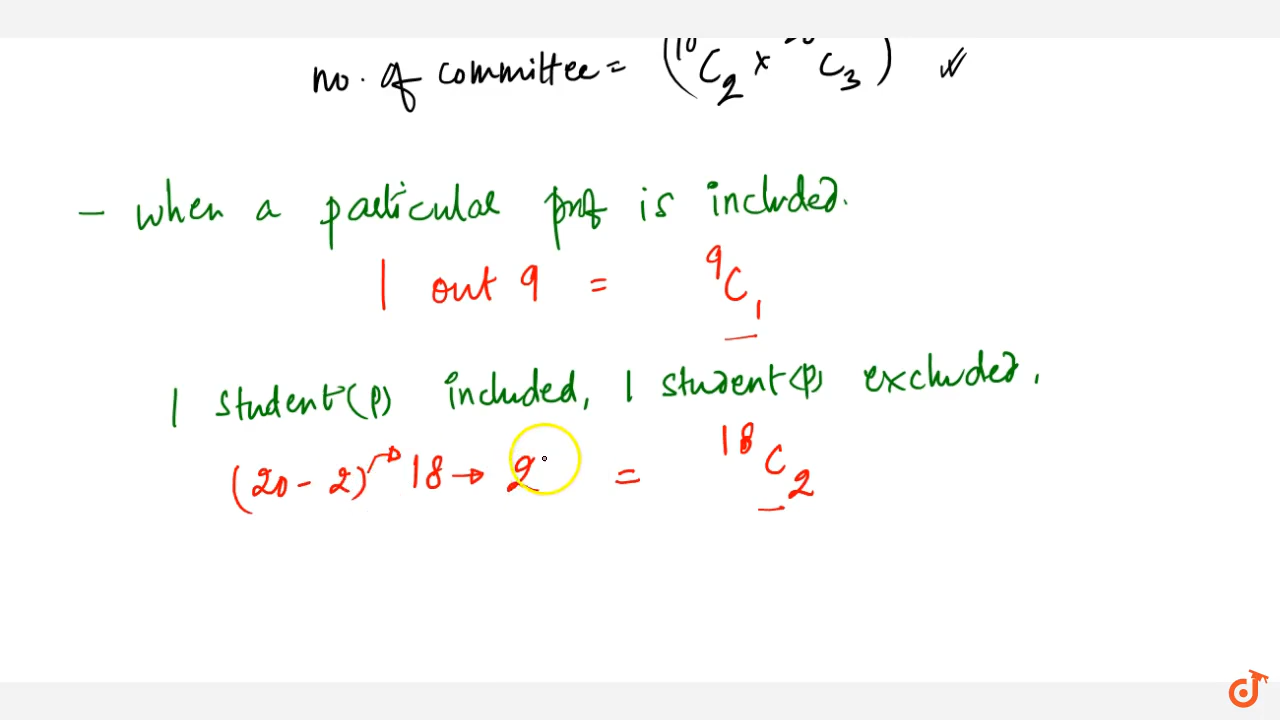 no. of committee = (¹⁰C₂ × ²⁰C₃)
- when a particular prof is included.
1 out 9 = ⁹C₁
1 student(P) included, 1 student(P) excluded.
(20-2) → 18 → 2 = ¹⁸C₂